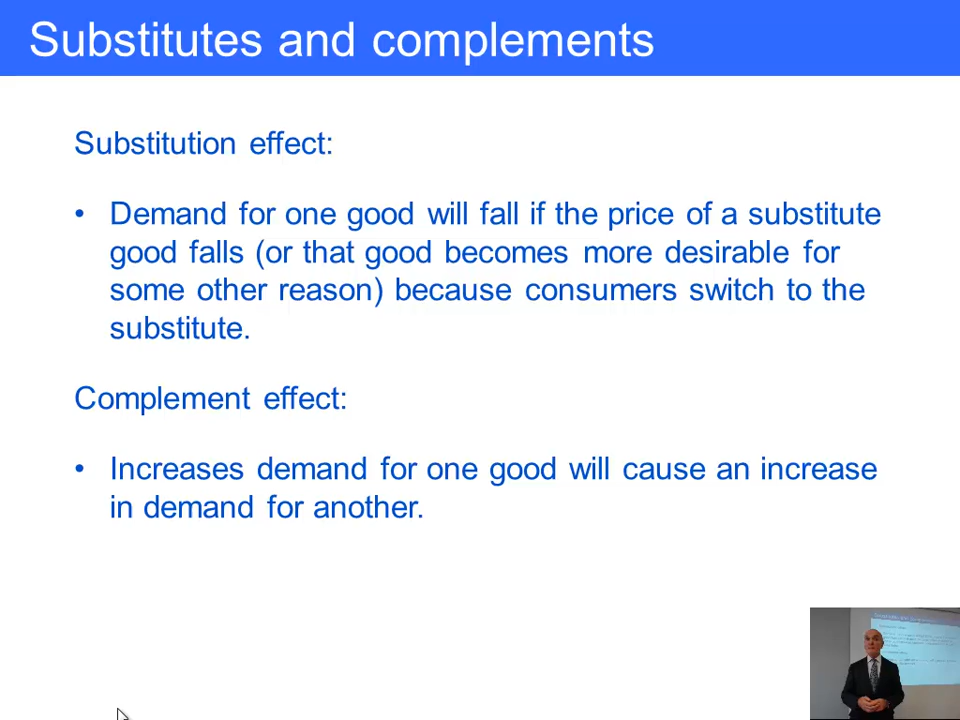 Substitutes and complements
Substitution effect:
• Demand for one good will fall if the price of a substitute
good falls (or that good becomes more desirable for
some other reason) because consumers switch to the
substitute.
Complement effect:
• Increases demand for one good will cause an increase
in demand for another.